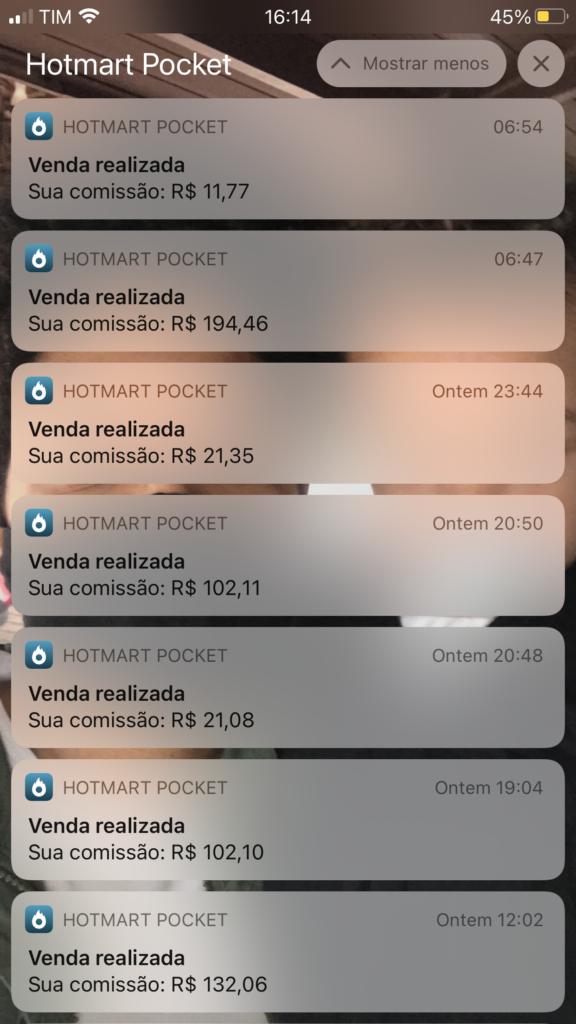 TIM 16:14 45%
Hotmart Pocket Mostrar menos
HOTMART POCKET 06:54
Venda realizada
Sua comissão: R$ 11,77
HOTMART POCKET 06:47
Venda realizada
Sua comissão: R$ 194,46
HOTMART POCKET Ontem 23:44
Venda realizada
Sua comissão: R$ 21,35
HOTMART POCKET Ontem 20:50
Venda realizada
Sua comissão: R$ 102,11
HOTMART POCKET Ontem 20:48
Venda realizada
Sua comissão: R$ 21,08
HOTMART POCKET Ontem 19:04
Venda realizada
Sua comissão: R$ 102,10
HOTMART POCKET Ontem 12:02
Venda realizada
Sua comissão: R$ 132,06